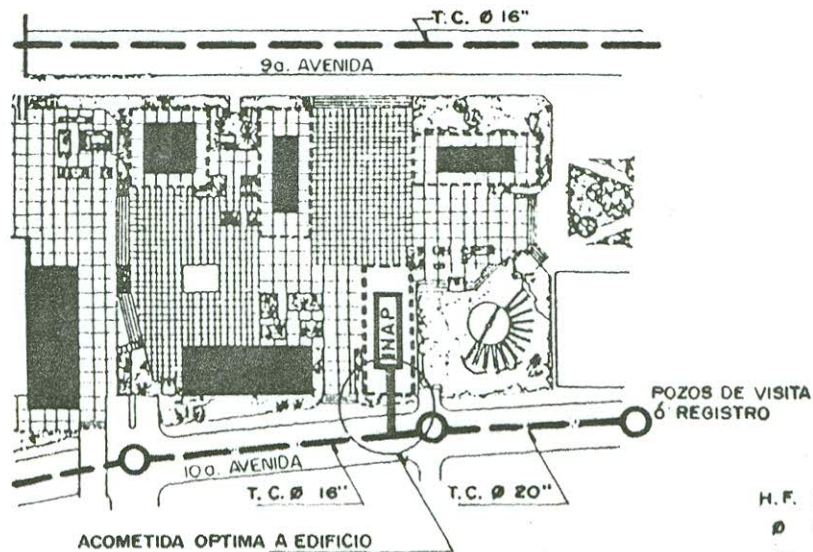 T.C. Ø 16"
9a. AVENIDA
INAP
POZOS DE VISITA
ó REGISTRO
10a. AVENIDA
T.C. Ø 16"
T.C. Ø 20"
H.F.
Ø
ACOMETIDA OPTIMA A EDIFICIO